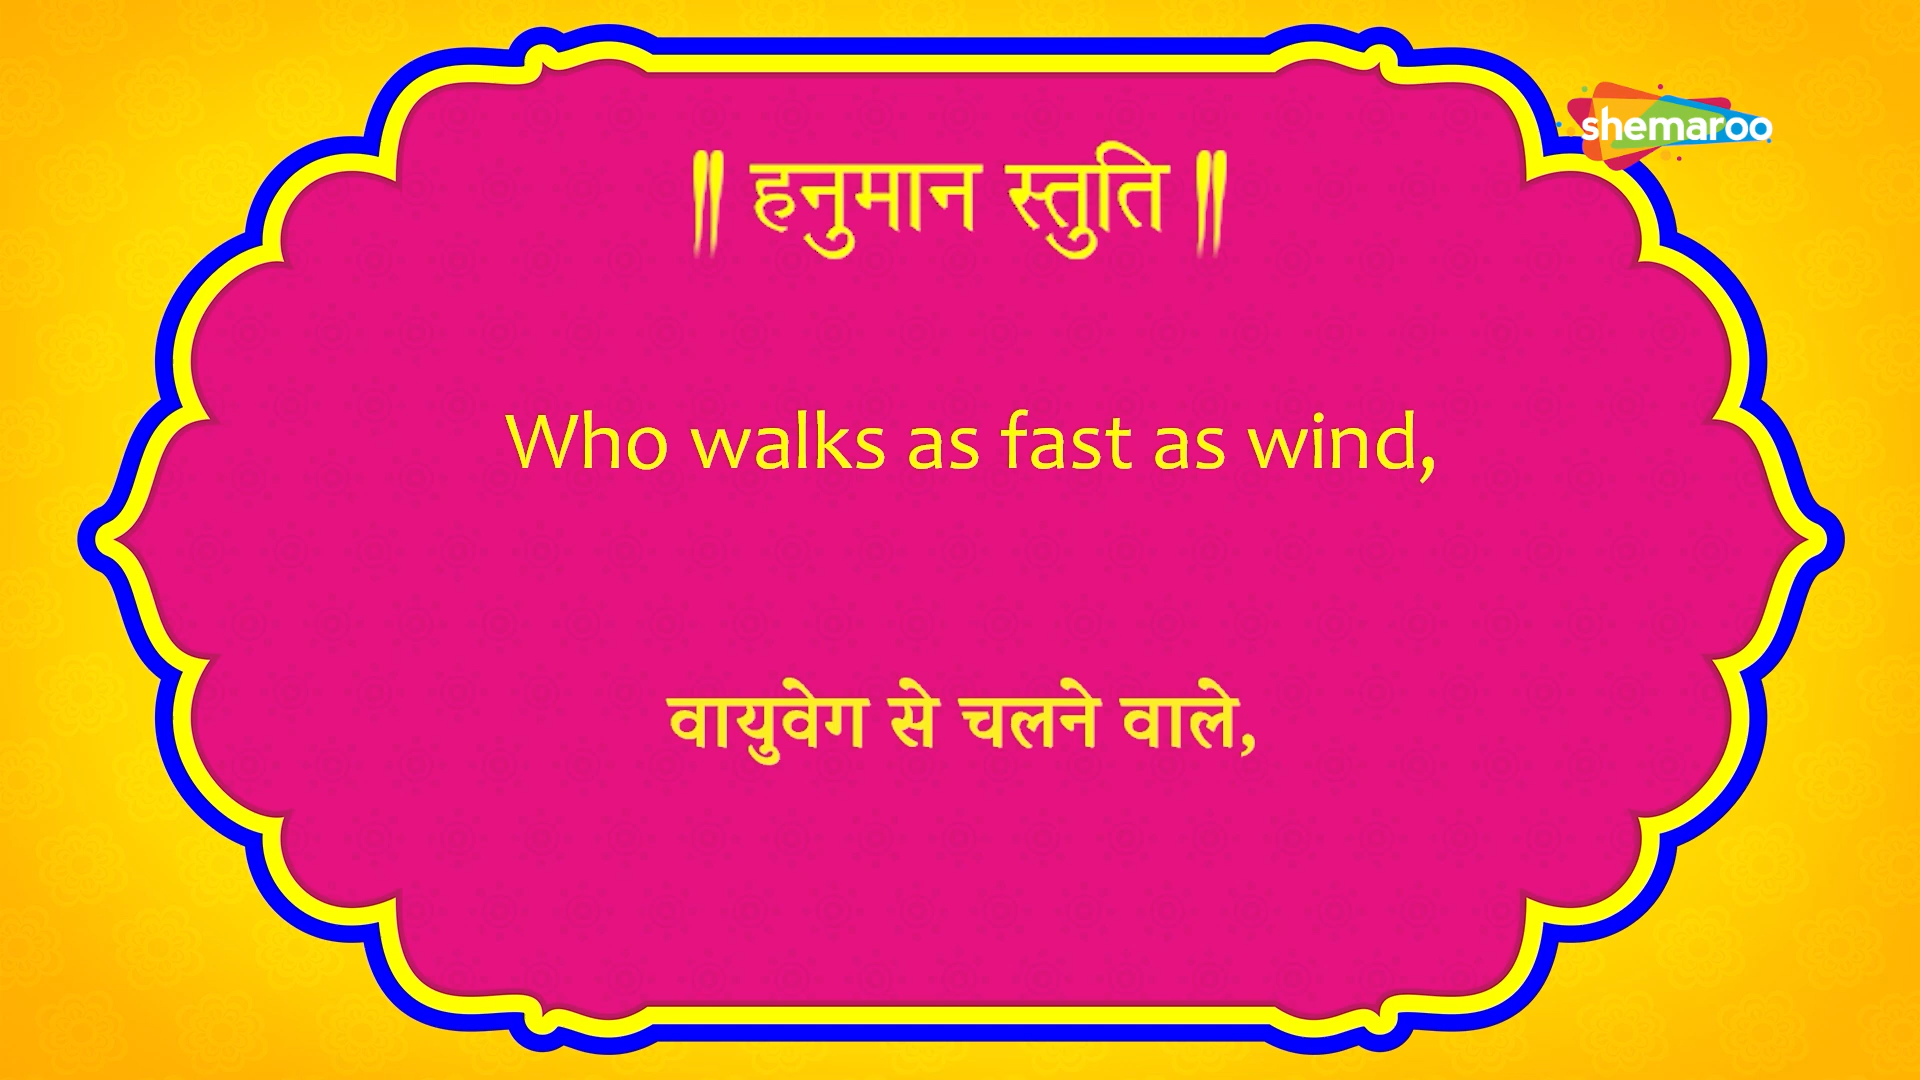 shemaroo
॥ हनुमान स्तुति ॥
Who walks as fast as wind,
वायुवेग से चलने वाले,